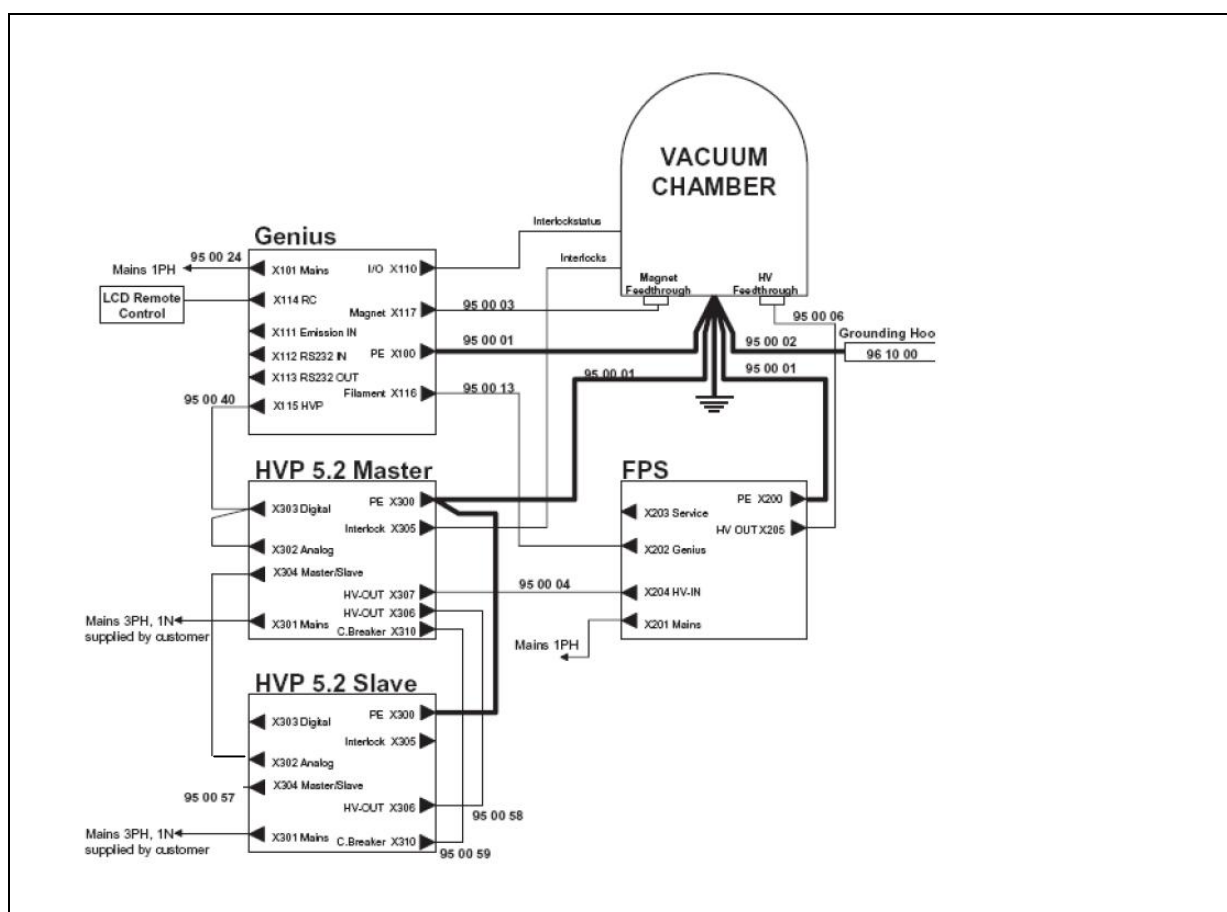 VACUUM
CHAMBER
Interlockstatus
Interlocks
Magnet
Feedthrough
HV
Feedthrough
Genius
95 00 24
Mains 1PH
X101 Mains
I/O X110
LCD Remote
Control
X114 RC
Magnet X117
95 00 03
95 00 06
X111 Emission IN
95 00 01
95 00 02
Grounding Hoo
96 10 00
X112 RS232 IN
PE X100
X113 RS232 OUT
95 00 01
95 00 01
95 00 40
Filament X116
95 00 13
X115 HVP
HVP 5.2 Master
FPS
PE X300
PE X200
X303 Digital
X203 Service
Interlock X305
HV OUT X205
X302 Analog
X202 Genius
X304 Master/Slave
95 00 04
HV-OUT X307
X204 HV-IN
HV-OUT X306
Mains 3PH, 1N
supplied by customer
X301 Mains
C.Breaker X310
X201 Mains
Mains 1PH
HVP 5.2 Slave
PE X300
X303 Digital
Interlock X305
X302 Analog
X304 Master/Slave
95 00 57
HV-OUT X306
95 00 58
Mains 3PH, 1N
supplied by customer
X301 Mains
C.Breaker X310
95 00 59